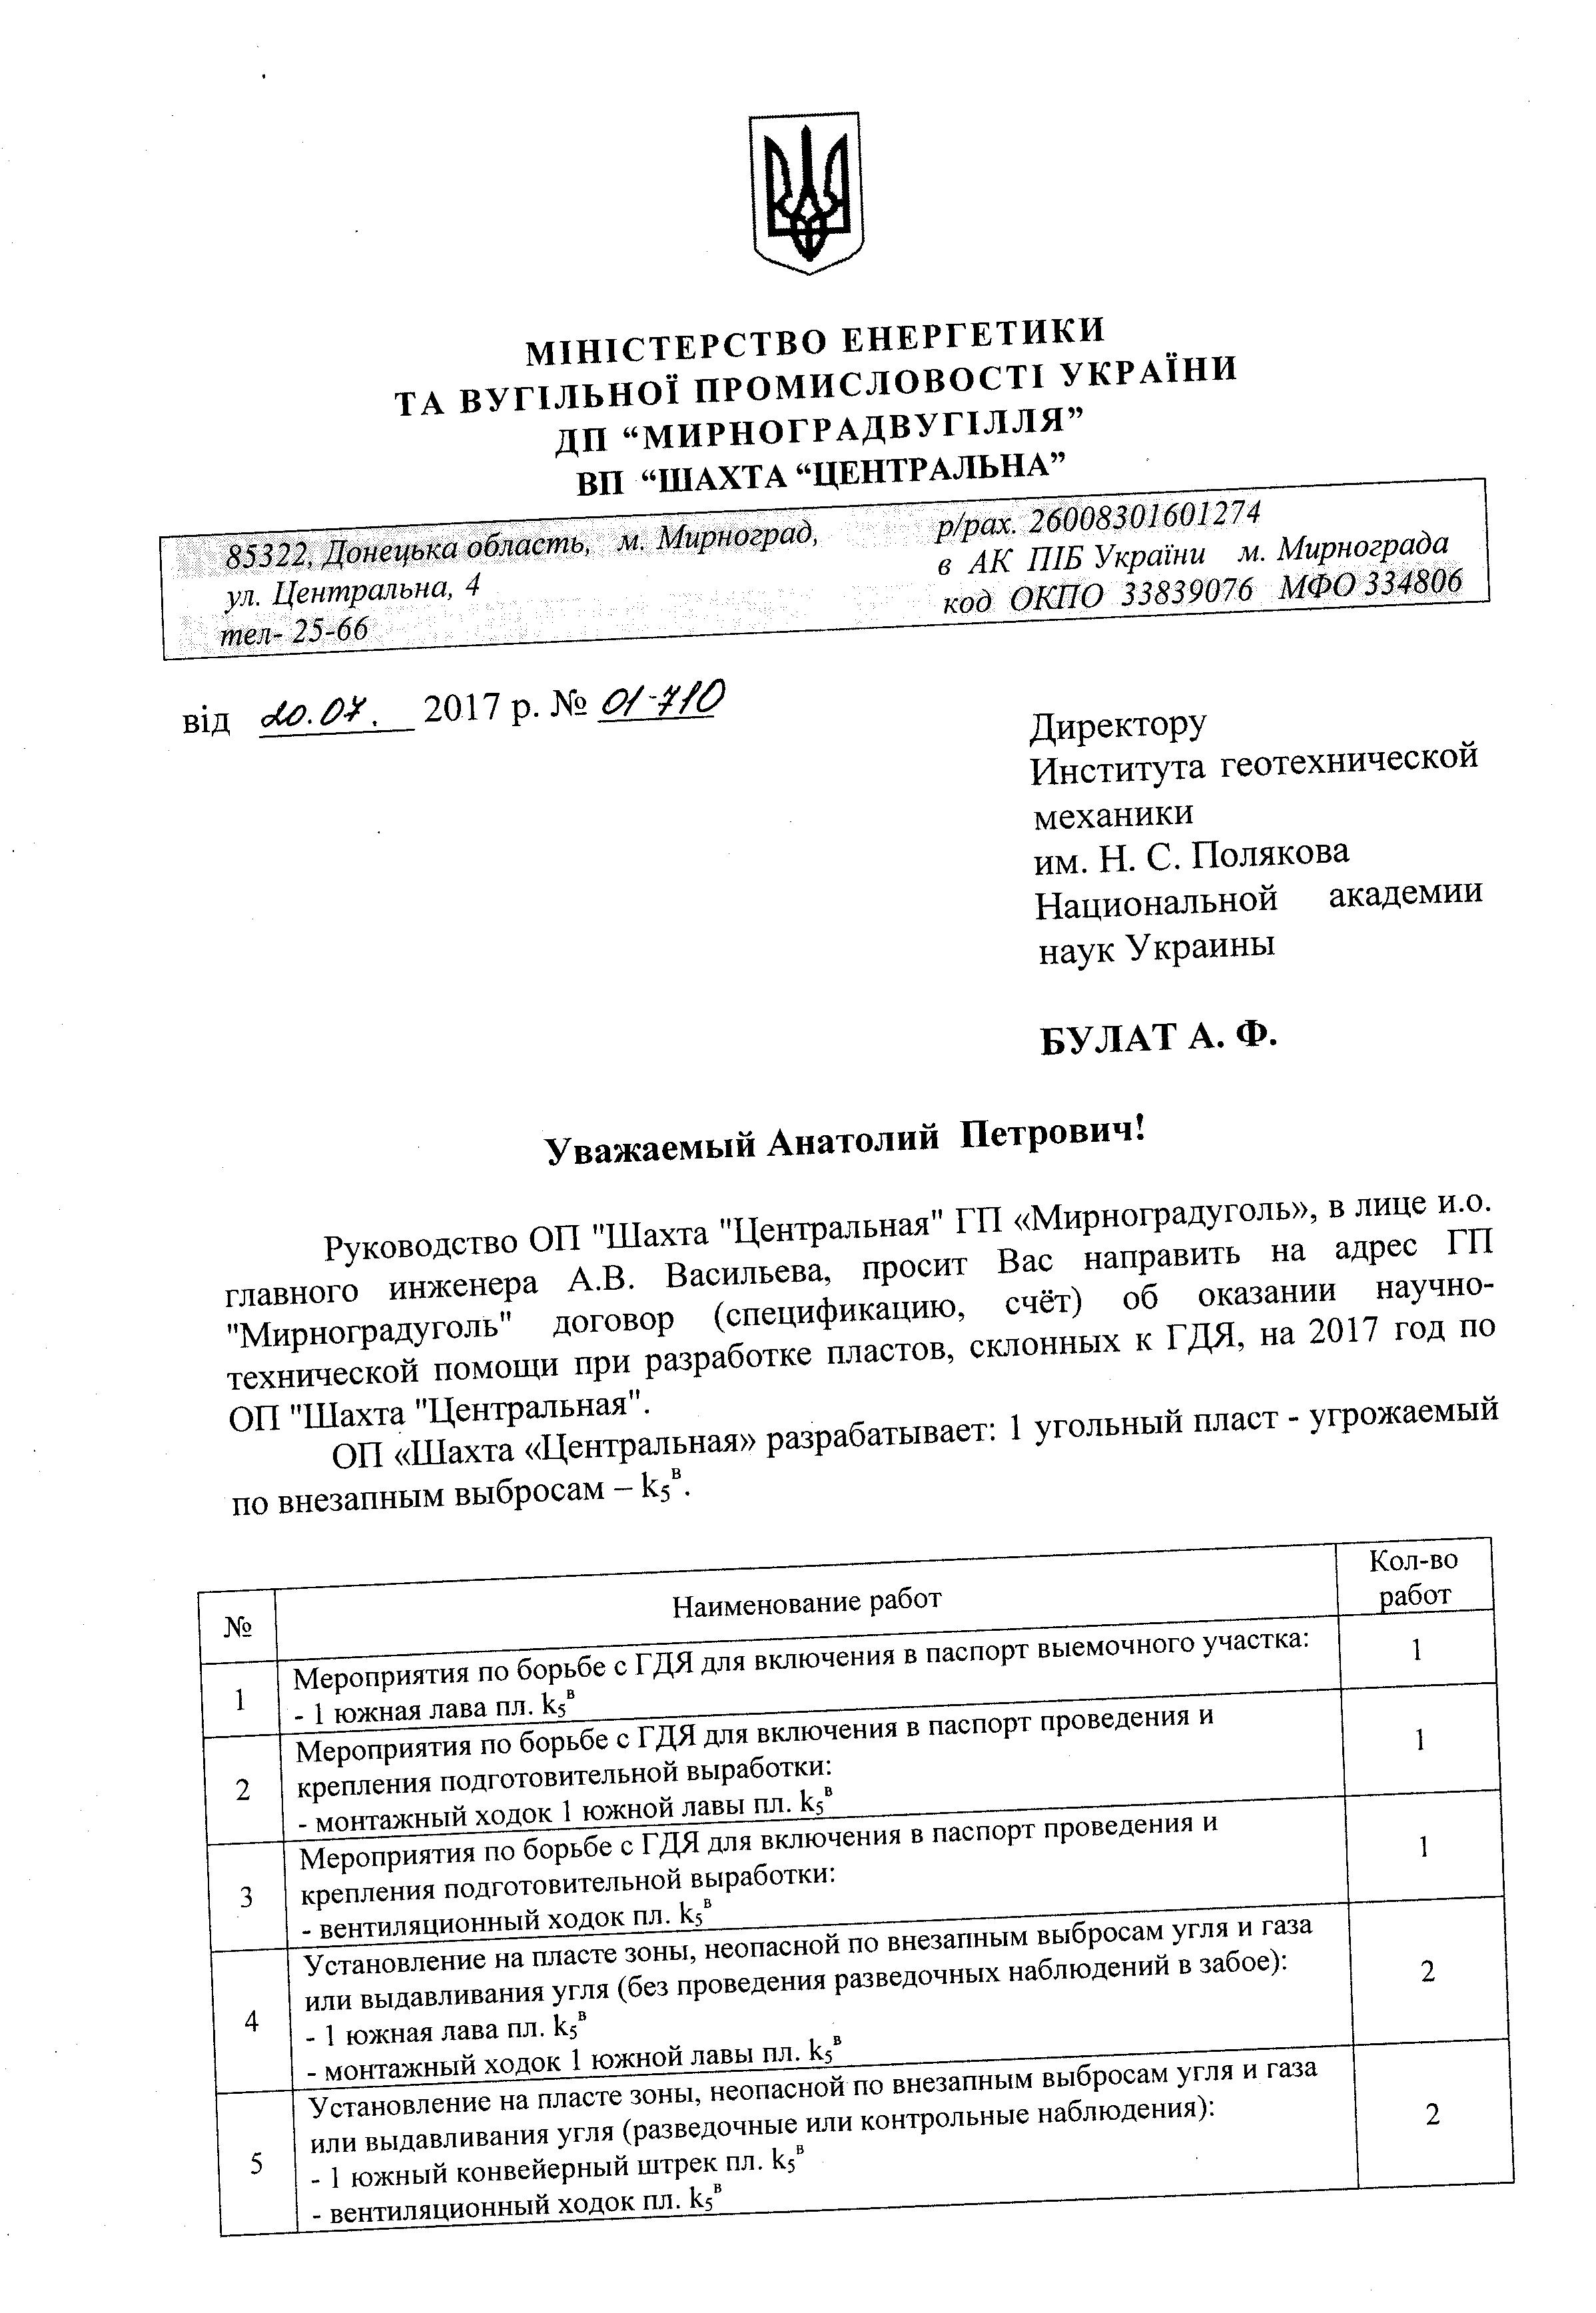 МІНІСТЕРСТВО ЕНЕРГЕТИКИ
ТА ВУГІЛЬНОЇ ПРОМИСЛОВОСТІ УКРАЇНИ
ДП “МИРНОГРАДВУГІЛЛЯ”
ВП “ШАХТА “ЦЕНТРАЛЬНА”
85322, Донецька область, м. Мирноград,
ул. Центральна, 4
тел- 25-66
р/рах. 26008301601274
в АК ПІБ України м. Мирнограда
код ОКПО 33839076 МФО 334806
від 20.07. 2017 р. № 01-710
Директору
Института геотехнической
механики
им. Н. С. Полякова
Национальной академии
наук Украины
БУЛАТ А. Ф.
Уважаемый Анатолий Петрович!
Руководство ОП "Шахта "Центральная" ГП «Мирноградуголь», в лице и.о.
главного инженера А.В. Васильева, просит Вас направить на адрес ГП
"Мирноградуголь" договор (спецификацию, счёт) об оказании научно-
технической помощи при разработке пластов, склонных к ГДЯ, на 2017 год по
ОП "Шахта "Центральная".
ОП «Шахта «Центральная» разрабатывает: 1 угольный пласт - угрожаемый
по внезапным выбросам – k₅ᵇ.
№ Наименование работ Кол-во
работ
1 Мероприятия по борьбе с ГДЯ для включения в паспорт выемочного участка: 1
- 1 южная лава пл. k₅ᵇ
2 Мероприятия по борьбе с ГДЯ для включения в паспорт проведения и 1
крепления подготовительной выработки:
- монтажный ходок 1 южной лавы пл. k₅ᵇ
3 Мероприятия по борьбе с ГДЯ для включения в паспорт проведения и 1
крепления подготовительной выработки:
- вентиляционный ходок пл. k₅ᵇ
4 Установление на пласте зоны, неопасной по внезапным выбросам угля и газа 2
или выдавливания угля (без проведения разведочных наблюдений в забое):
- 1 южная лава пл. k₅ᵇ
- монтажный ходок 1 южной лавы пл. k₅ᵇ
5 Установление на пласте зоны, неопасной по внезапным выбросам угля и газа 2
или выдавливания угля (разведочные или контрольные наблюдения):
- 1 южный конвейерный штрек пл. k₅ᵇ
- вентиляционный ходок пл. k₅ᵇ